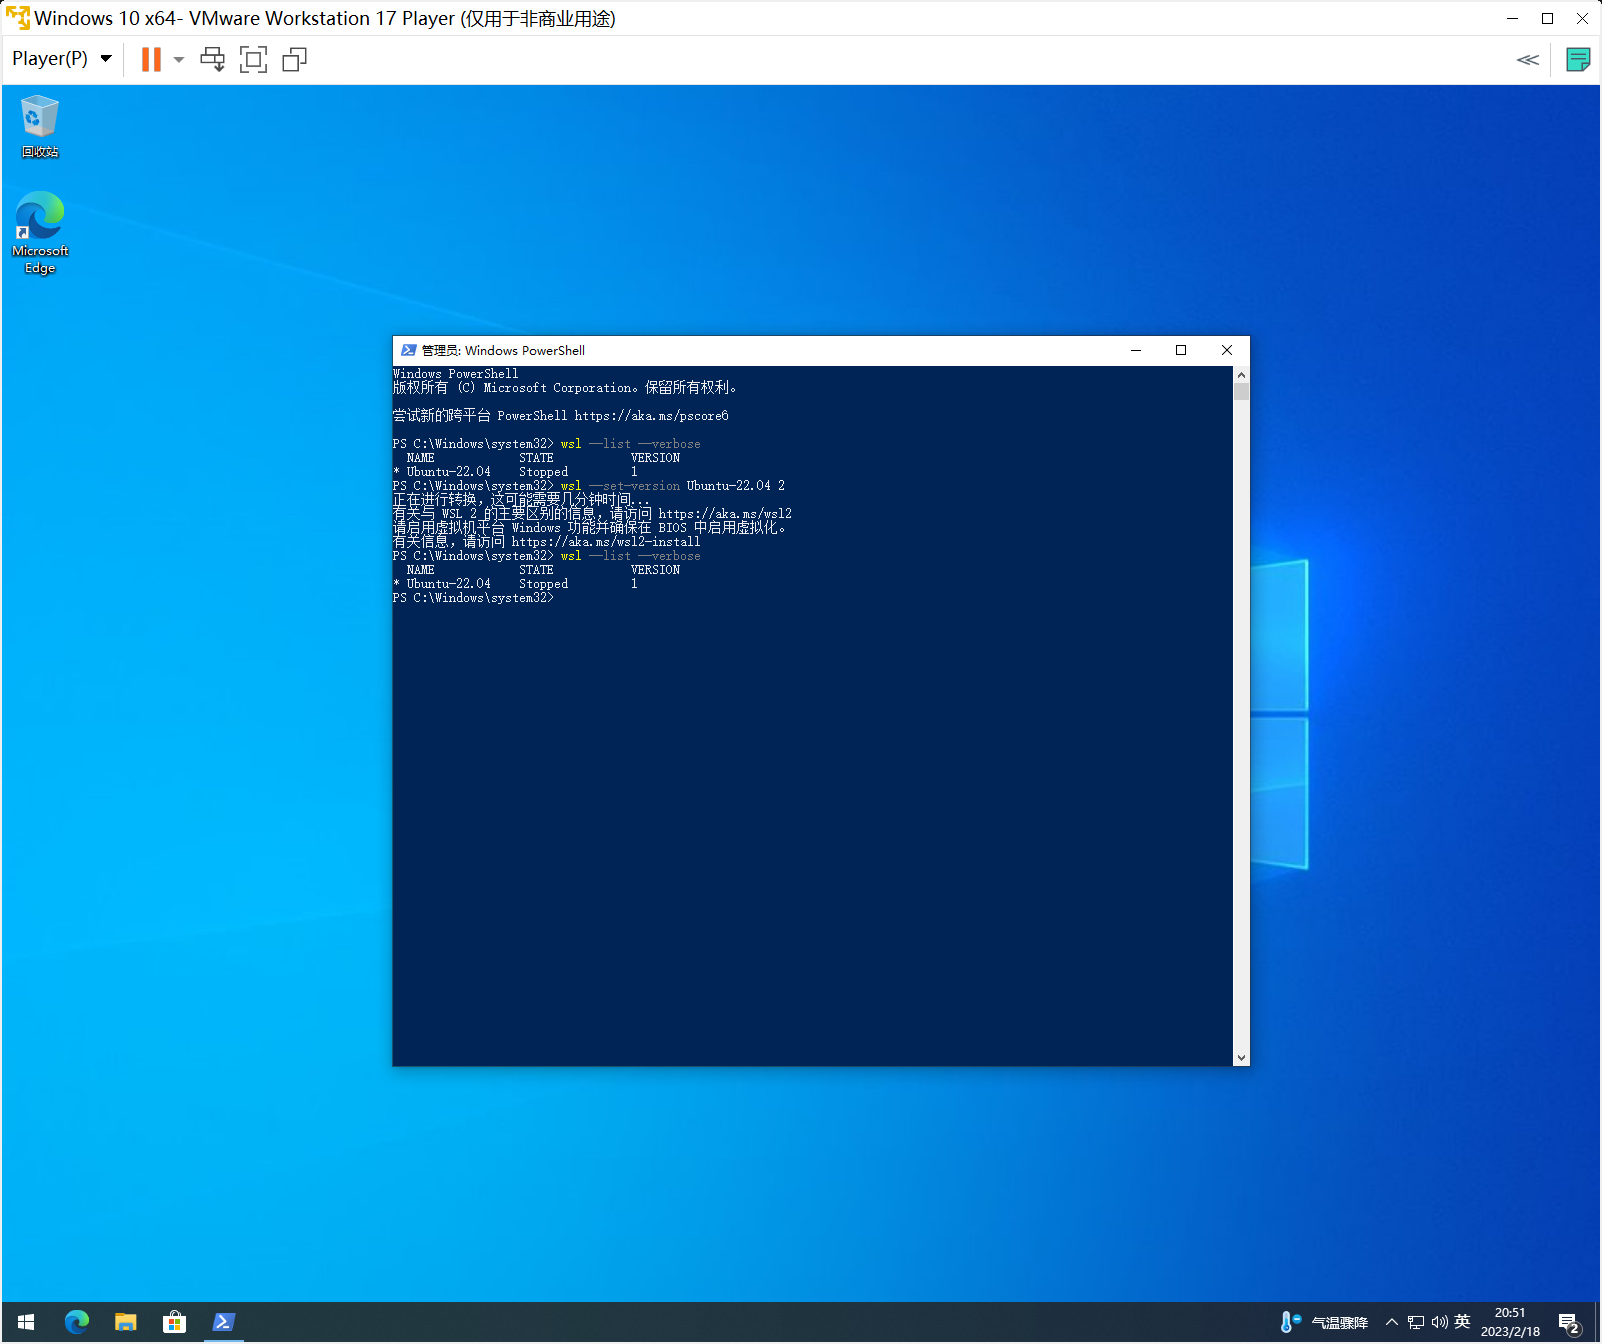 Windows 10 x64- VMware Workstation 17 Player (仅用于非商业用途)
Player(P)
回收站
Microsoft
Edge
管理员: Windows PowerShell
Windows PowerShell
版权所有 (C) Microsoft Corporation。保留所有权利。
尝试新的跨平台 PowerShell https://aka.ms/pscore6
PS C:\Windows\system32> wsl --list --verbose
  NAME            STATE           VERSION
* Ubuntu-22.04    Stopped         1
PS C:\Windows\system32> wsl --set-version Ubuntu-22.04 2
正在进行转换，这可能需要几分钟时间...
有关与 WSL 2 的主要区别的信息，请访问 https://aka.ms/wsl2
请启用虚拟机平台 Windows 功能并确保在 BIOS 中启用虚拟化。
有关信息，请访问 https://aka.ms/wsl2-install
PS C:\Windows\system32> wsl --list --verbose
  NAME            STATE           VERSION
* Ubuntu-22.04    Stopped         1
PS C:\Windows\system32>
气温骤降
英
20:51
2023/2/18
2